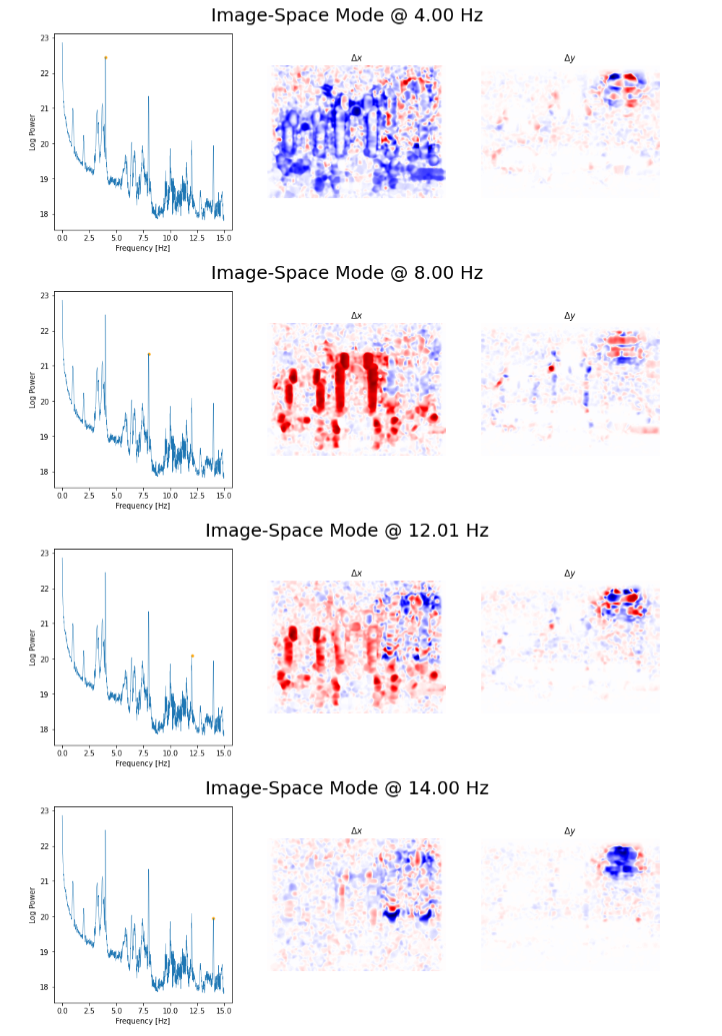 Image-Space Mode @ 4.00 Hz
23
22
21
20
19
18
Log Power
0.0 2.5 5.0 7.5 10.0 12.5 15.0
Frequency [Hz]
Δx
Δy
Image-Space Mode @ 8.00 Hz
23
22
21
20
19
18
Log Power
0.0 2.5 5.0 7.5 10.0 12.5 15.0
Frequency [Hz]
Δx
Δy
Image-Space Mode @ 12.01 Hz
23
22
21
20
19
18
Log Power
0.0 2.5 5.0 7.5 10.0 12.5 15.0
Frequency [Hz]
Δx
Δy
Image-Space Mode @ 14.00 Hz
23
22
21
20
19
18
Log Power
0.0 2.5 5.0 7.5 10.0 12.5 15.0
Frequency [Hz]
Δx
Δy